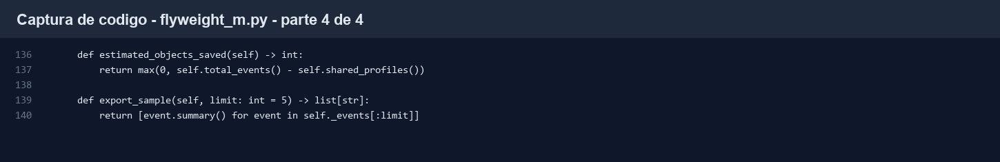 Captura de codigo - flyweight_m.py - parte 4 de 4
136        def estimated_objects_saved(self) -> int:
137            return max(0, self.total_events() - self.shared_profiles())
138
139        def export_sample(self, limit: int = 5) -> list[str]:
140            return [event.summary() for event in self._events[:limit]]